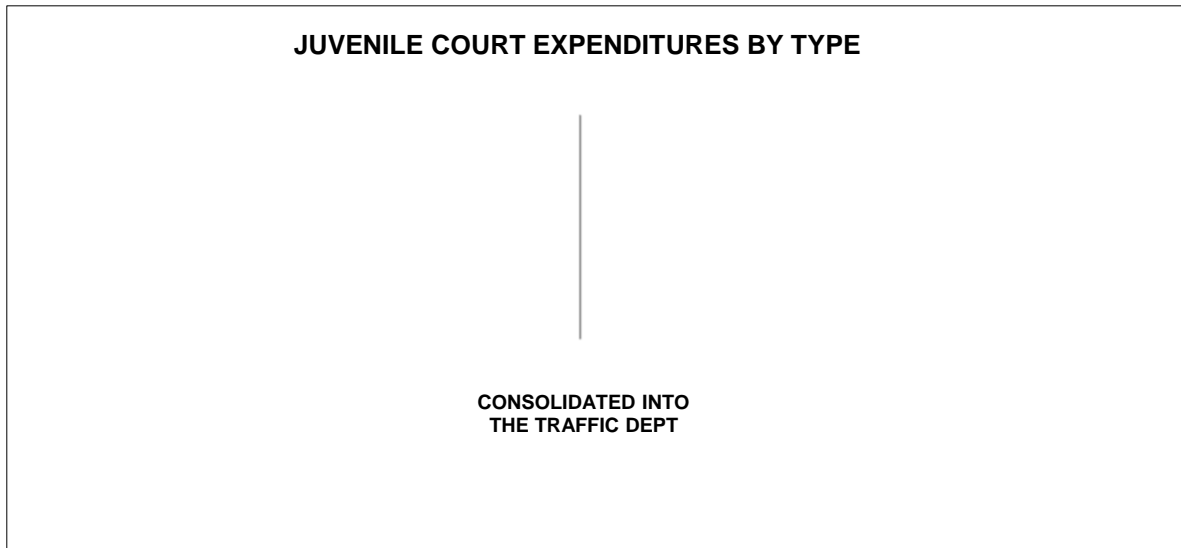 JUVENILE COURT EXPENDITURES BY TYPE
CONSOLIDATED INTO
THE TRAFFIC DEPT